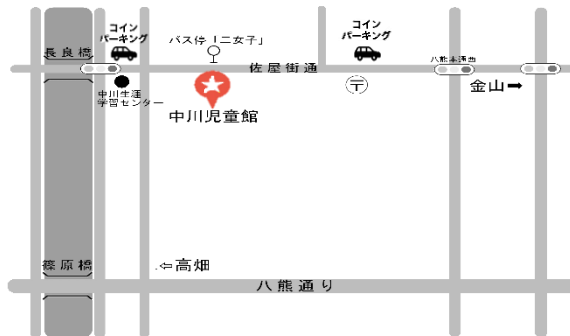 コイン
パーキング
コイン
パーキング
バス停「二女子」
長良橋
佐屋街道
八熊本通西
中川生涯
学習センター
〒
金山➡
中川児童館
篠原橋
⇦高畑
八熊通り